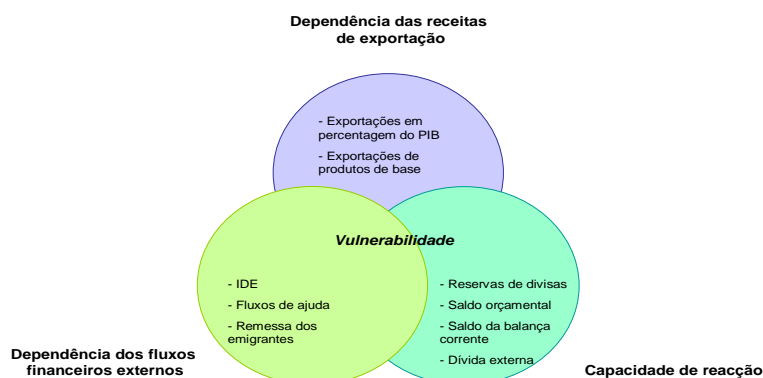 Dependência das receitas
de exportação
- Exportações em
percentagem do PIB
- Exportações de
produtos de base
Vulnerabilidade
- IDE
- Fluxos de ajuda
- Remessa dos
emigrantes
- Reservas de divisas
- Saldo orçamental
- Saldo da balança
corrente
- Dívida externa
Dependência dos fluxos
financeiros externos
Capacidade de reacção